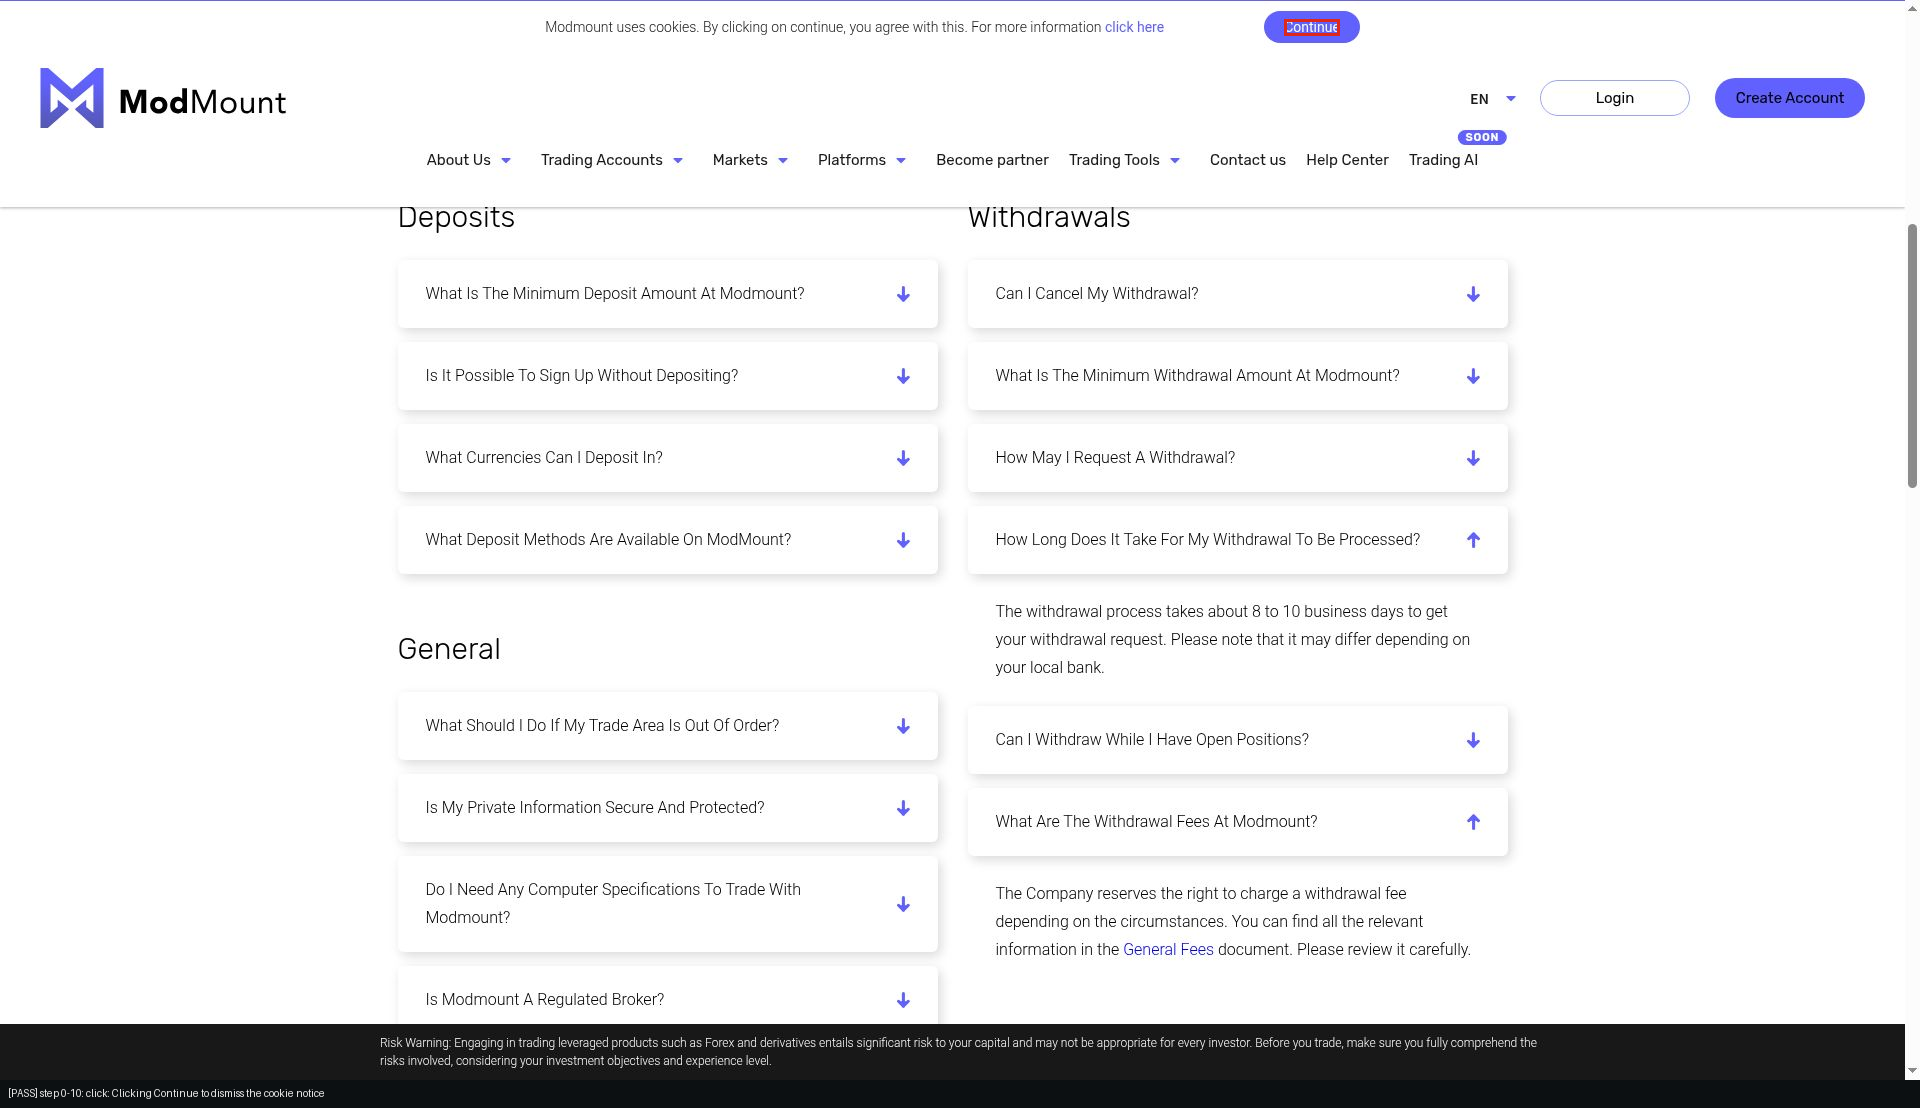 Modmount uses cookies. By clicking on continue, you agree with this. For more information click here
Continue
ModMount
EN
Login
Create Account
SOON
About Us
Trading Accounts
Markets
Platforms
Become partner
Trading Tools
Contact us
Help Center
Trading AI
Deposits
What Is The Minimum Deposit Amount At Modmount?
Is It Possible To Sign Up Without Depositing?
What Currencies Can I Deposit In?
What Deposit Methods Are Available On ModMount?
General
What Should I Do If My Trade Area Is Out Of Order?
Is My Private Information Secure And Protected?
Do I Need Any Computer Specifications To Trade With
Modmount?
Is Modmount A Regulated Broker?
Withdrawals
Can I Cancel My Withdrawal?
What Is The Minimum Withdrawal Amount At Modmount?
How May I Request A Withdrawal?
How Long Does It Take For My Withdrawal To Be Processed?
The withdrawal process takes about 8 to 10 business days to get
your withdrawal request. Please note that it may differ depending on
your local bank.
Can I Withdraw While I Have Open Positions?
What Are The Withdrawal Fees At Modmount?
The Company reserves the right to charge a withdrawal fee
depending on the circumstances. You can find all the relevant
information in the General Fees document. Please review it carefully.
Risk Warning: Engaging in trading leveraged products such as Forex and derivatives entails significant risk to your capital and may not be appropriate for every investor. Before you trade, make sure you fully comprehend the
risks involved, considering your investment objectives and experience level.
[PASS] step 0-10: click: Clicking Continue to dismiss the cookie notice